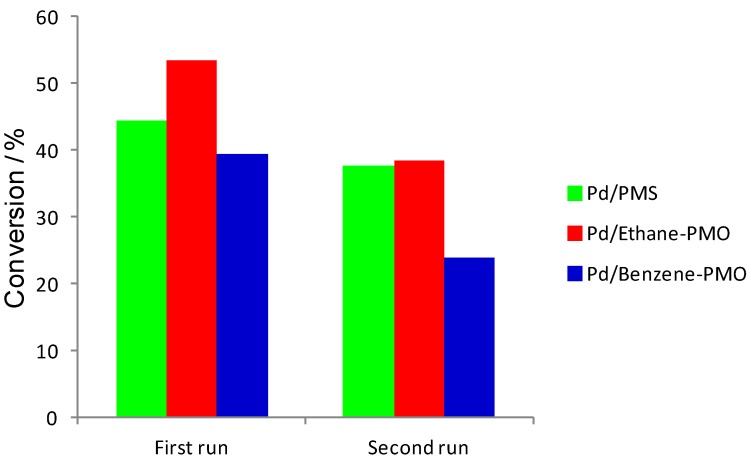 60
50
40
30
20
10
0
Conversion / %
First run
Second run
Pd/PMS
Pd/Ethane-PMO
Pd/Benzene-PMO